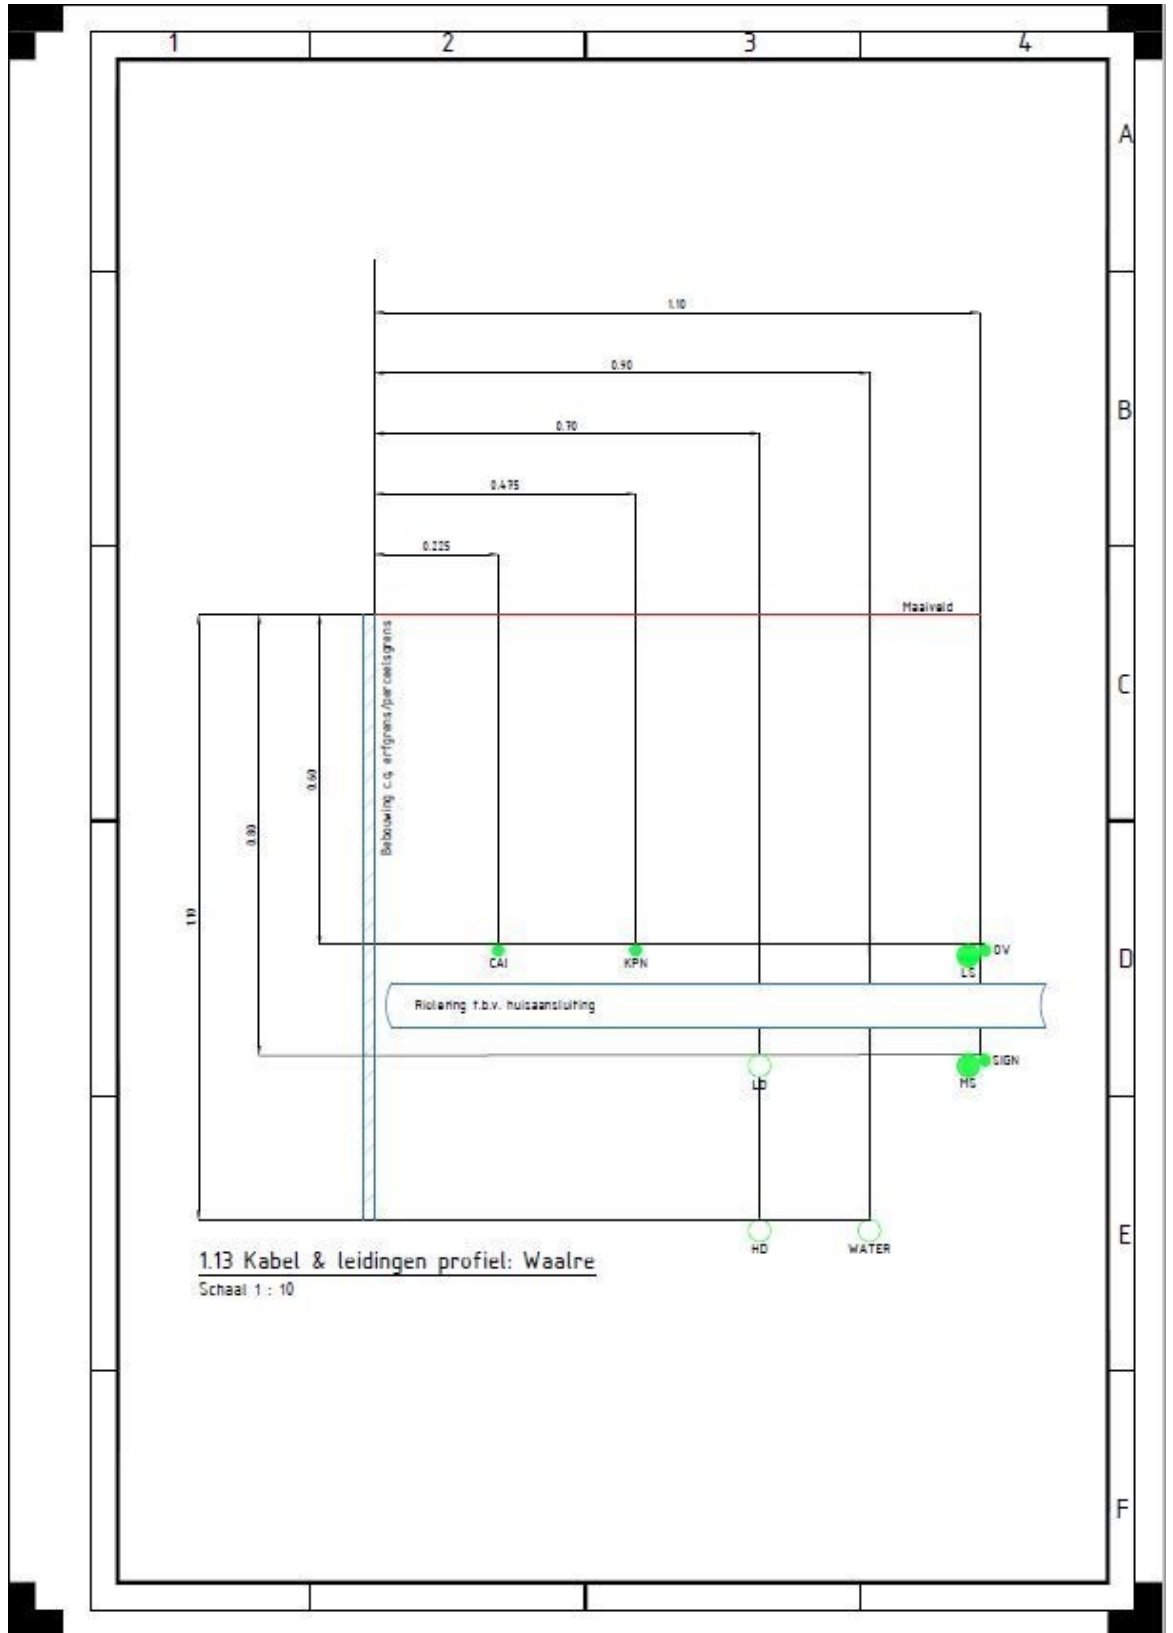 1 2 3 4
A
1.10
0.90
B
0.70
0.475
0.225
Maaiveld
Bebouwing c.q. erfgrens/perceelsgrens
C
0.60
0.80
1.10
CAI
KPN
LS
OV
D
Riolering t.b.v. huisaansluiting
SIGN
LD
MS
HD
WATER
E
1.13 Kabel & leidingen profiel: Waalre
Schaal 1 : 10
F